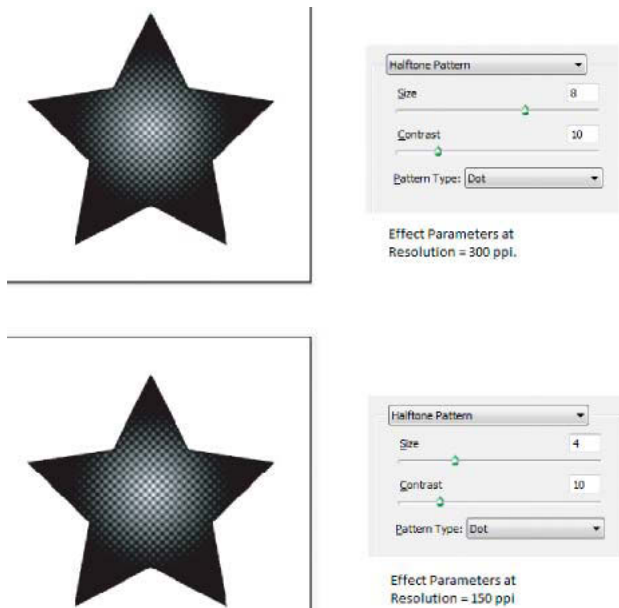 Halftone Pattern
Size 8
Contrast 10
Pattern Type: Dot
Effect Parameters at
Resolution = 300 ppi.
Halftone Pattern
Size 4
Contrast 10
Pattern Type: Dot
Effect Parameters at
Resolution = 150 ppi